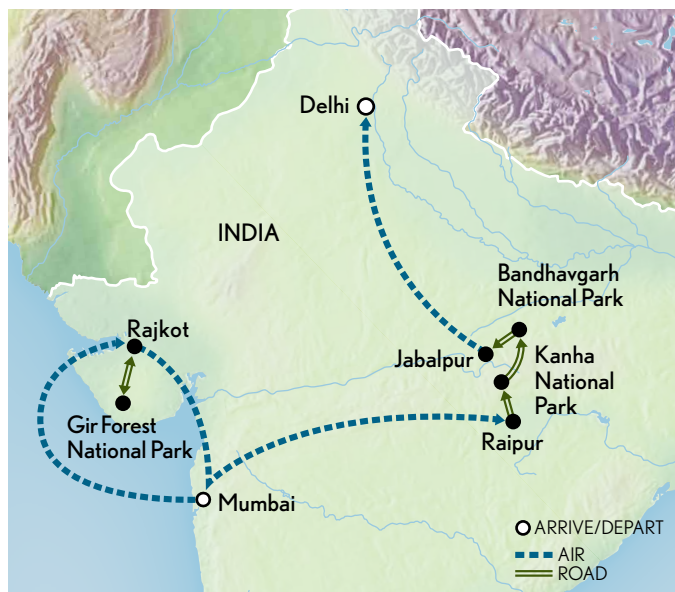 Delhi
INDIA
Bandhavgarh
National Park
Rajkot
Jabalpur
Kanha
National
Park
Gir Forest
National Park
Raipur
Mumbai
ARRIVE/DEPART
AIR
ROAD